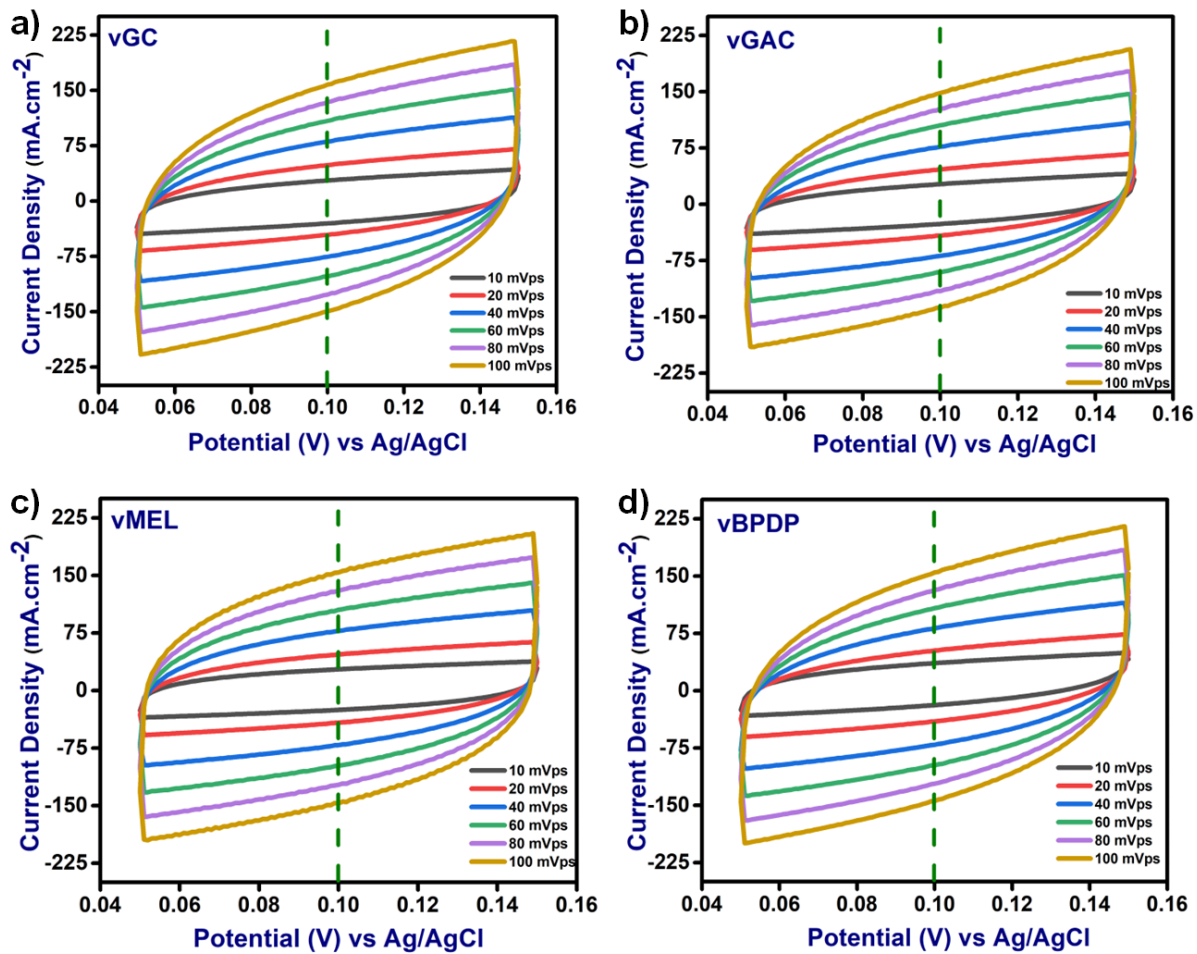 a)
vGC
Current Density (mA.cm-2)
225
150
75
0
-75
-150
-225
10 mVps
20 mVps
40 mVps
60 mVps
80 mVps
100 mVps
0.04 0.06 0.08 0.10 0.12 0.14 0.16
Potential (V) vs Ag/AgCl
b)
vGAC
Current Density (mA.cm-2)
225
150
75
0
-75
-150
-225
10 mVps
20 mVps
40 mVps
60 mVps
80 mVps
100 mVps
0.04 0.06 0.08 0.10 0.12 0.14 0.16
Potential (V) vs Ag/AgCl
c)
vMEL
Current Density (mA.cm-2)
225
150
75
0
-75
-150
-225
10 mVps
20 mVps
40 mVps
60 mVps
80 mVps
100 mVps
0.04 0.06 0.08 0.10 0.12 0.14 0.16
Potential (V) vs Ag/AgCl
d)
vBPDP
Current Density (mA.cm-2)
225
150
75
0
-75
-150
-225
10 mVps
20 mVps
40 mVps
60 mVps
80 mVps
100 mVps
0.04 0.06 0.08 0.10 0.12 0.14 0.16
Potential (V) vs Ag/AgCl